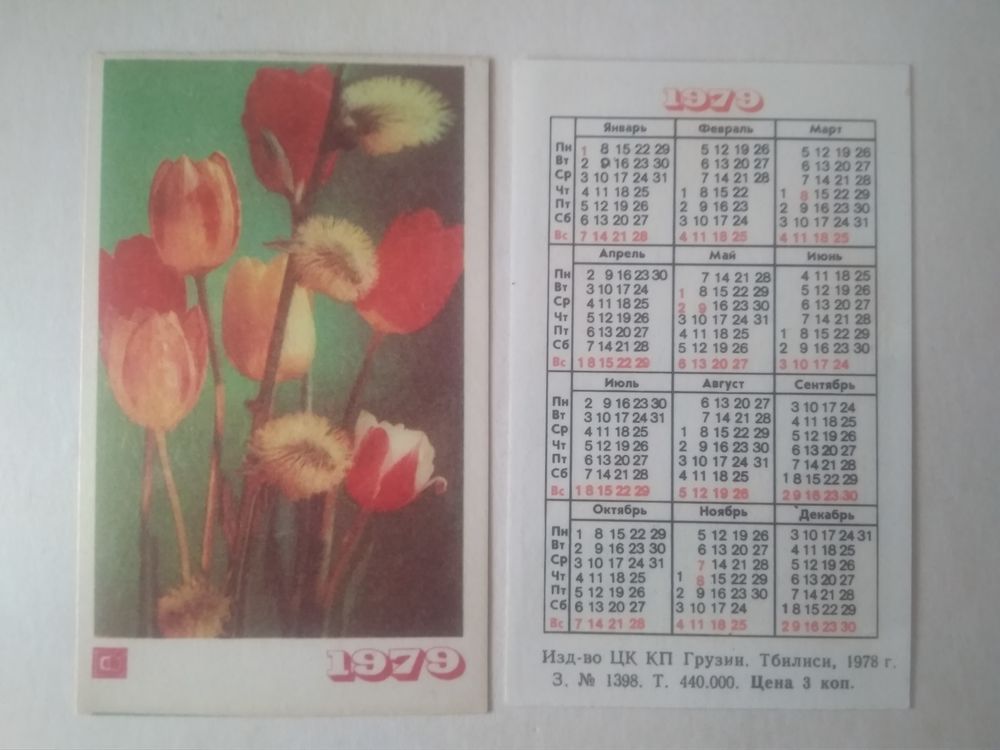 1979
1979
Январь Февраль Март
Пн 1 8 15 22 29 5 12 19 26 5 12 19 26
Вт 2 9 16 23 30 6 13 20 27 6 13 20 27
Ср 3 10 17 24 31 7 14 21 28 7 14 21 28
Чт 4 11 18 25 1 8 15 22 1 8 15 22 29
Пт 5 12 19 26 2 9 16 23 2 9 16 23 30
Сб 6 13 20 27 3 10 17 24 3 10 17 24 31
Вс 7 14 21 28 4 11 18 25 4 11 18 25
Апрель Май Июнь
Пн 2 9 16 23 30 7 14 21 28 4 11 18 25
Вт 3 10 17 24 1 8 15 22 29 5 12 19 26
Ср 4 11 18 25 2 9 16 23 30 6 13 20 27
Чт 5 12 19 26 3 10 17 24 31 7 14 21 28
Пт 6 13 20 27 4 11 18 25 1 8 15 22 29
Сб 7 14 21 28 5 12 19 26 2 9 16 23 30
Вс 1 8 15 22 29 6 13 20 27 3 10 17 24
Июль Август Сентябрь
Пн 2 9 16 23 30 6 13 20 27 3 10 17 24
Вт 3 10 17 24 31 7 14 21 28 4 11 18 25
Ср 4 11 18 25 1 8 15 22 29 5 12 19 26
Чт 5 12 19 26 2 9 16 23 30 6 13 20 27
Пт 6 13 20 27 3 10 17 24 31 7 14 21 28
Сб 7 14 21 28 4 11 18 25 1 8 15 22 29
Вс 1 8 15 22 29 5 12 19 26 2 9 16 23 30
Октябрь Ноябрь Декабрь
Пн 1 8 15 22 29 5 12 19 26 3 10 17 24 31
Вт 2 9 16 23 30 6 13 20 27 4 11 18 25
Ср 3 10 17 24 31 7 14 21 28 5 12 19 26
Чт 4 11 18 25 1 8 15 22 29 6 13 20 27
Пт 5 12 19 26 2 9 16 23 30 7 14 21 28
Сб 6 13 20 27 3 10 17 24 1 8 15 22 29
Вс 7 14 21 28 4 11 18 25 2 9 16 23 30
Изд-во ЦК КП Грузии. Тбилиси, 1978 г.
З. № 1398. Т. 440.000. Цена 3 коп.